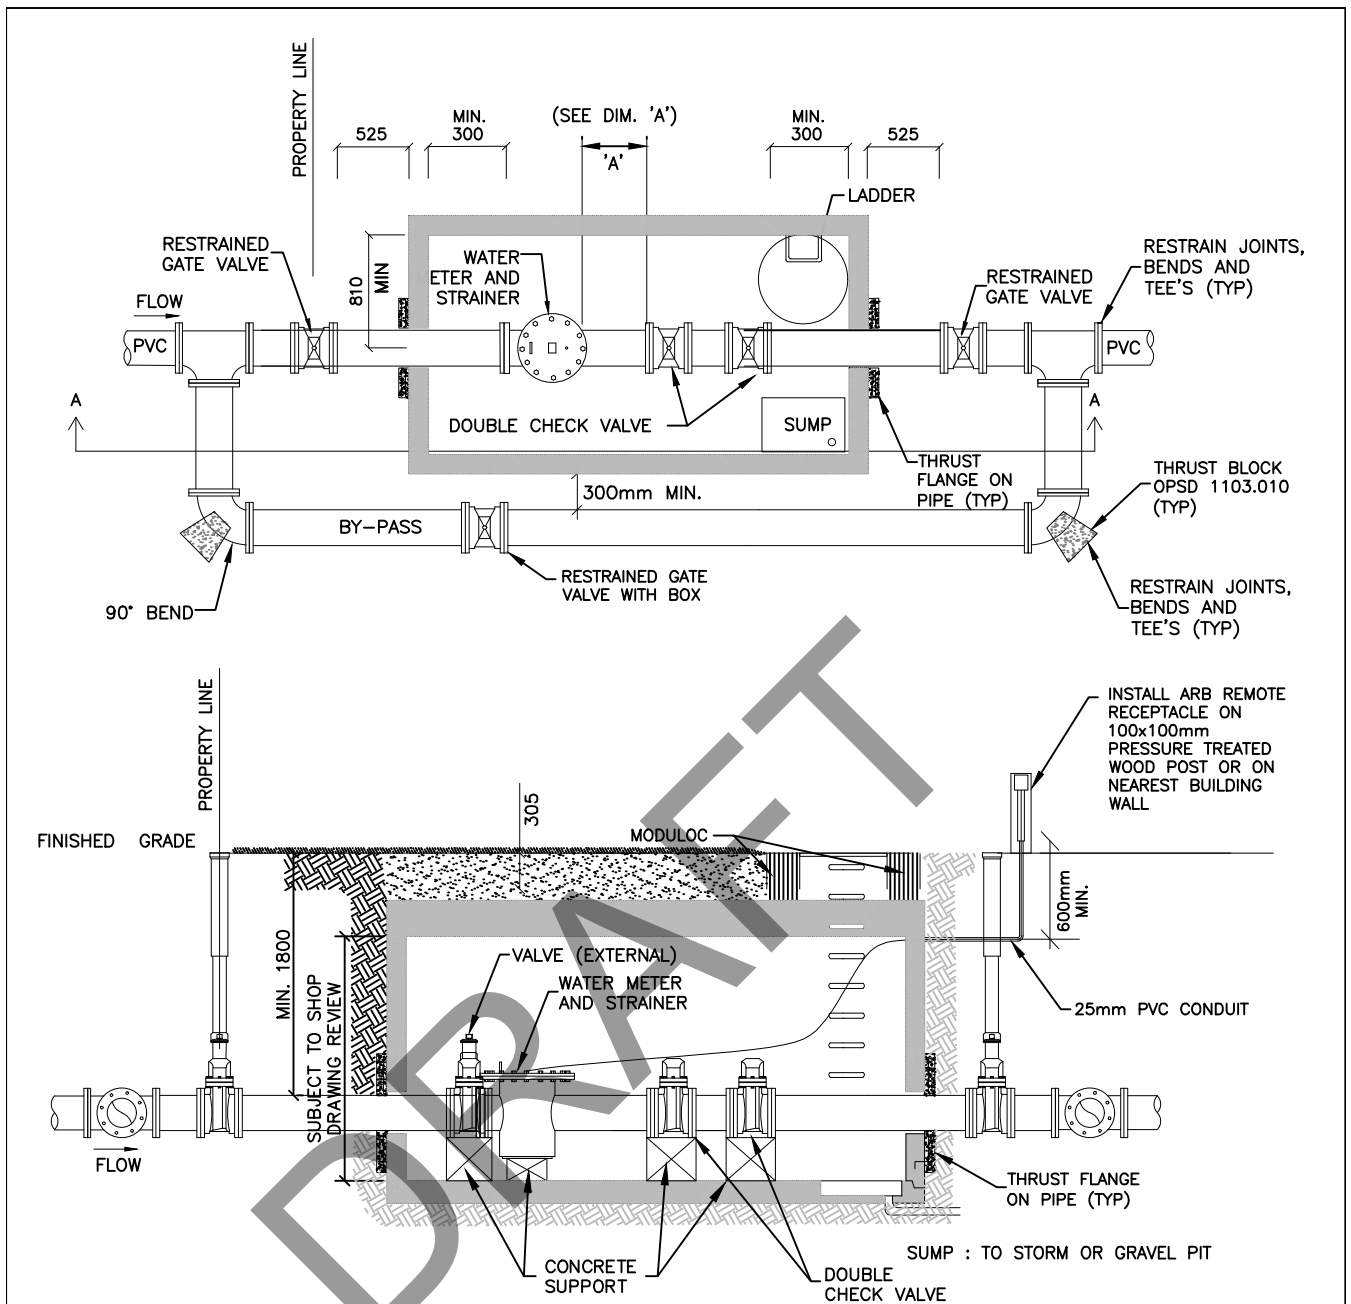 PROPERTY LINE
525
MIN.
300
(SEE DIM. 'A')
'A'
MIN.
300
525
LADDER
RESTRAINED
GATE VALVE
810
MIN
WATER
ETER AND
STRAINER
RESTRAINED
GATE VALVE
RESTRAIN JOINTS,
BENDS AND
TEE'S (TYP)
FLOW
PVC
PVC
A
A
DOUBLE CHECK VALVE
SUMP
THRUST
FLANGE ON
PIPE (TYP)
THRUST BLOCK
OPSD 1103.010
(TYP)
300mm MIN.
BY-PASS
RESTRAINED GATE
VALVE WITH BOX
90° BEND
RESTRAIN JOINTS,
BENDS AND
TEE'S (TYP)
PROPERTY LINE
INSTALL ARB REMOTE
RECEPTACLE ON
100x100mm
PRESSURE TREATED
WOOD POST OR ON
NEAREST BUILDING
WALL
305
FINISHED GRADE
MODULOC
600mm
MIN.
MIN. 1800
SUBJECT TO SHOP
DRAWING REVIEW
VALVE (EXTERNAL)
WATER METER
AND STRAINER
25mm PVC CONDUIT
FLOW
THRUST FLANGE
ON PIPE (TYP)
SUMP : TO STORM OR GRAVEL PIT
CONCRETE
SUPPORT
DOUBLE
CHECK VALVE
DRAFT